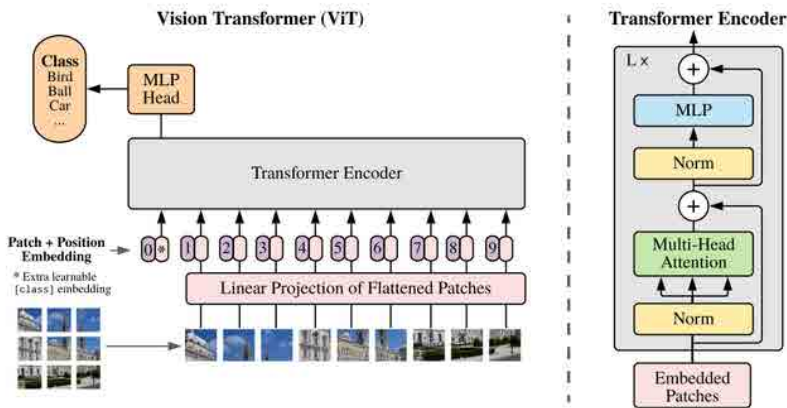 Vision Transformer (ViT)
Class
Bird
Ball
Car
...
MLP
Head
Transformer Encoder
Patch + Position
Embedding
0 * 1 2 3 4 5 6 7 8 9
* Extra learnable
[class] embedding
Linear Projection of Flattened Patches
Transformer Encoder
L ×
+
MLP
Norm
+
Multi-Head
Attention
Norm
Embedded
Patches